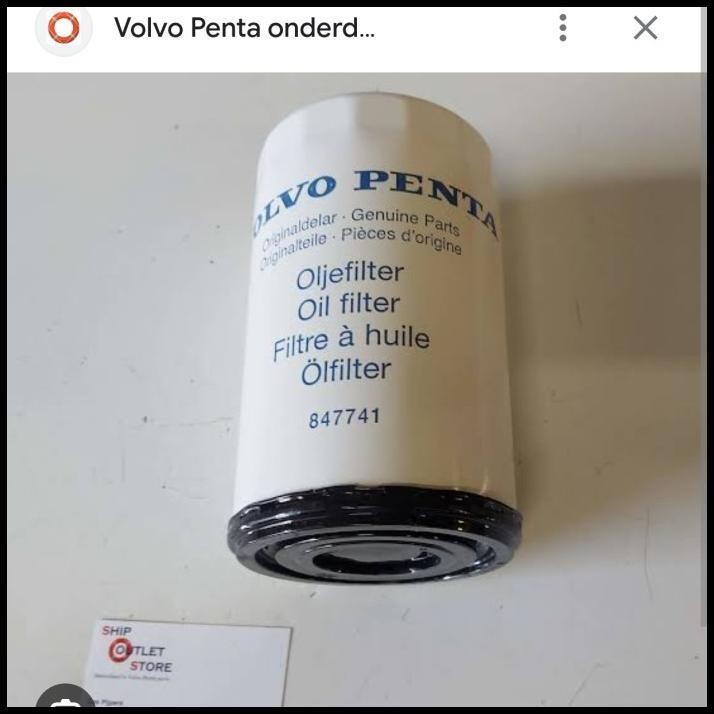 Volvo Penta onderd...
OLVO PENTA
Originaldelar · Genuine Parts
Originalteile · Pièces d'origine
Oljefilter
Oil filter
Filtre à huile
Ölfilter
847741
SHIP
OUTLET
STORE